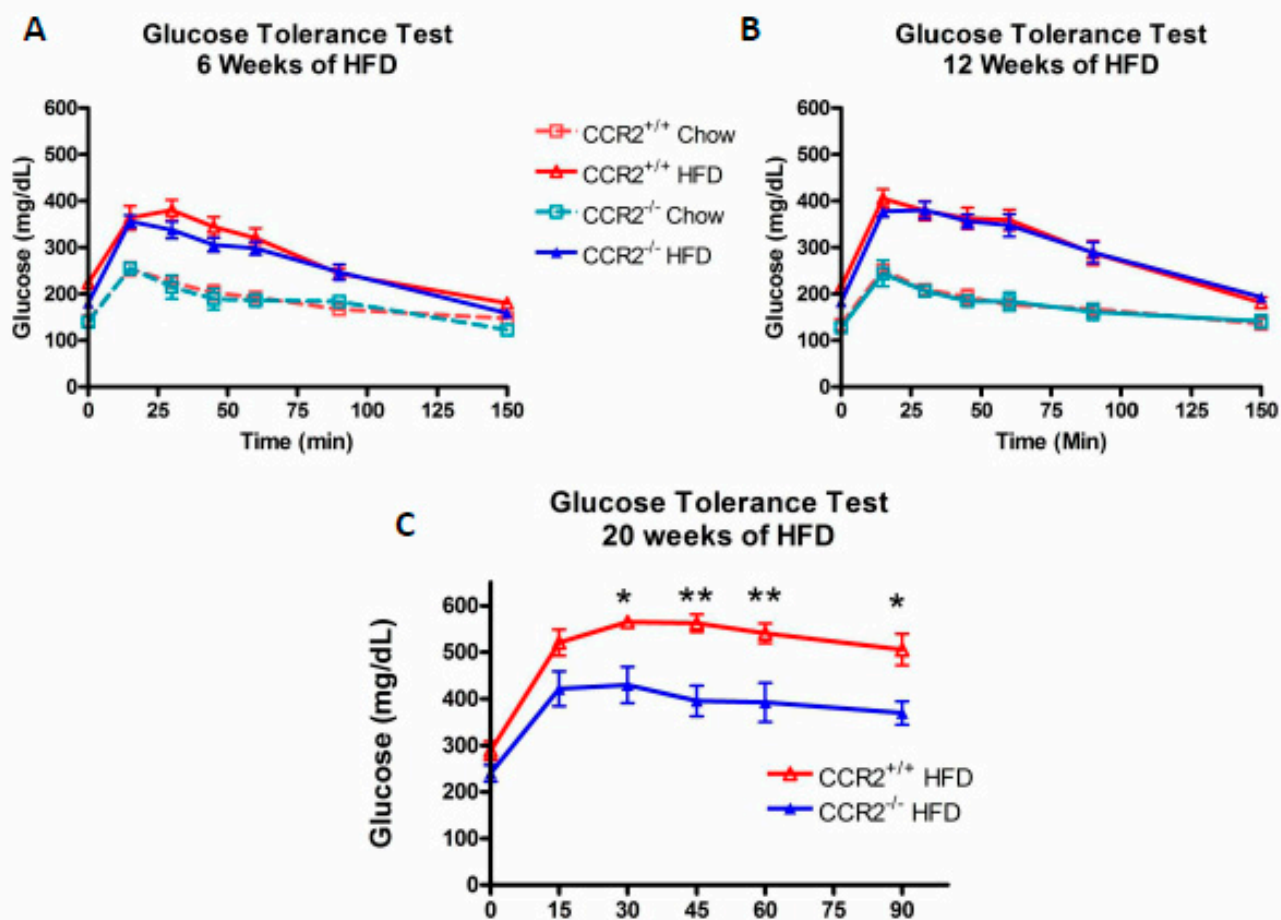 A
Glucose Tolerance Test
6 Weeks of HFD
600
500
400
300
200
100
0
Glucose (mg/dL)
0 25 50 75 100 125 150
Time (min)
CCR2+/+ Chow
CCR2+/+ HFD
CCR2-/- Chow
CCR2-/- HFD
B
Glucose Tolerance Test
12 Weeks of HFD
600
500
400
300
200
100
0
Glucose (mg/dL)
0 25 50 75 100 125 150
Time (Min)
C
Glucose Tolerance Test
20 weeks of HFD
600
500
400
300
200
100
0
Glucose (mg/dL)
* ** ** *
CCR2+/+ HFD
CCR2-/- HFD
0 15 30 45 60 75 90